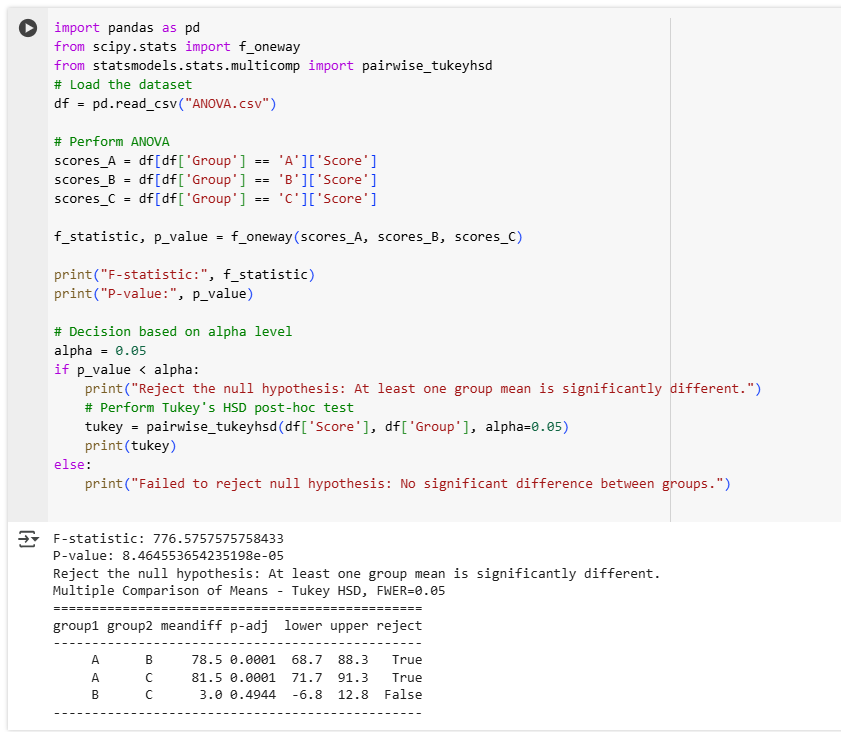 import pandas as pd
from scipy.stats import f_oneway
from statsmodels.stats.multicomp import pairwise_tukeyhsd
# Load the dataset
df = pd.read_csv("ANOVA.csv")

# Perform ANOVA
scores_A = df[df['Group'] == 'A']['Score']
scores_B = df[df['Group'] == 'B']['Score']
scores_C = df[df['Group'] == 'C']['Score']

f_statistic, p_value = f_oneway(scores_A, scores_B, scores_C)

print("F-statistic:", f_statistic)
print("P-value:", p_value)

# Decision based on alpha level
alpha = 0.05
if p_value < alpha:
    print("Reject the null hypothesis: At least one group mean is significantly different.")
    # Perform Tukey's HSD post-hoc test
    tukey = pairwise_tukeyhsd(df['Score'], df['Group'], alpha=0.05)
    print(tukey)
else:
    print("Failed to reject null hypothesis: No significant difference between groups.")

F-statistic: 776.5757575758433
P-value: 8.464553654235198e-05
Reject the null hypothesis: At least one group mean is significantly different.
Multiple Comparison of Means - Tukey HSD, FWER=0.05
================================================
group1 group2 meandiff p-adj  lower upper reject
------------------------------------------------
     A      B     78.5 0.0001  68.7  88.3   True
     A      C     81.5 0.0001  71.7  91.3   True
     B      C      3.0 0.4944  -6.8  12.8  False
------------------------------------------------